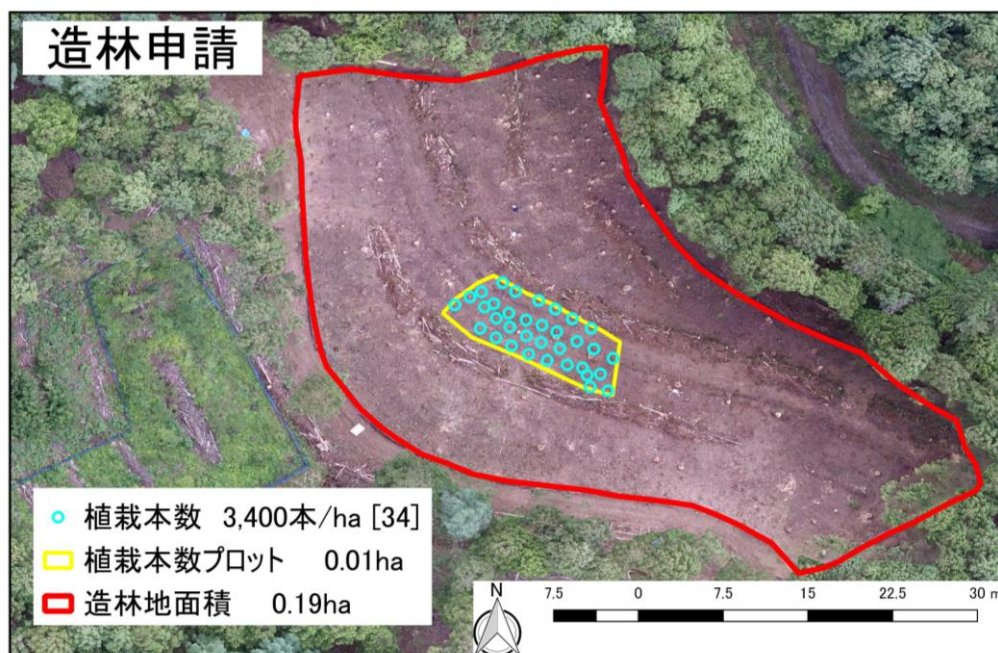 造林申請
植栽本数 3,400本/ha [34]
植栽本数プロット 0.01ha
造林地面積 0.19ha
N
7.5 0 7.5 15 22.5 30 m